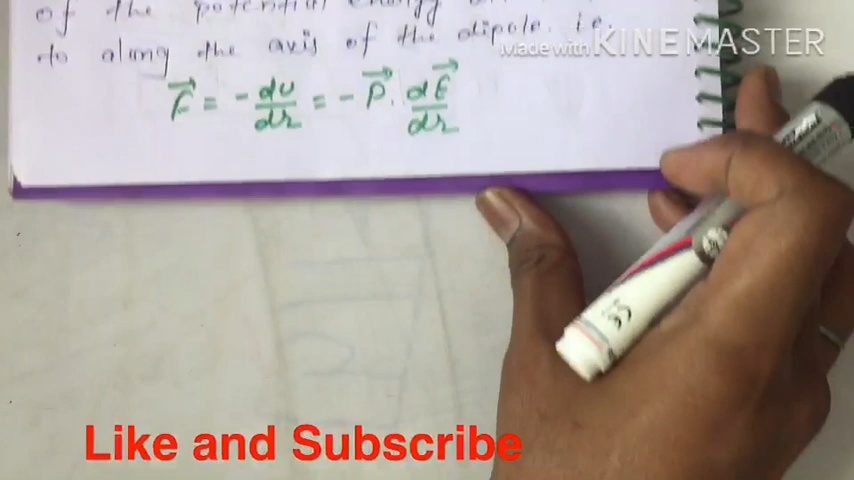 of the potential energy
to along the axis of the dipole. i.e.
Made with KINEMASTER
F⃗ = - dU/dr = - P⃗ . dE⃗/dr
Like and Subscribe